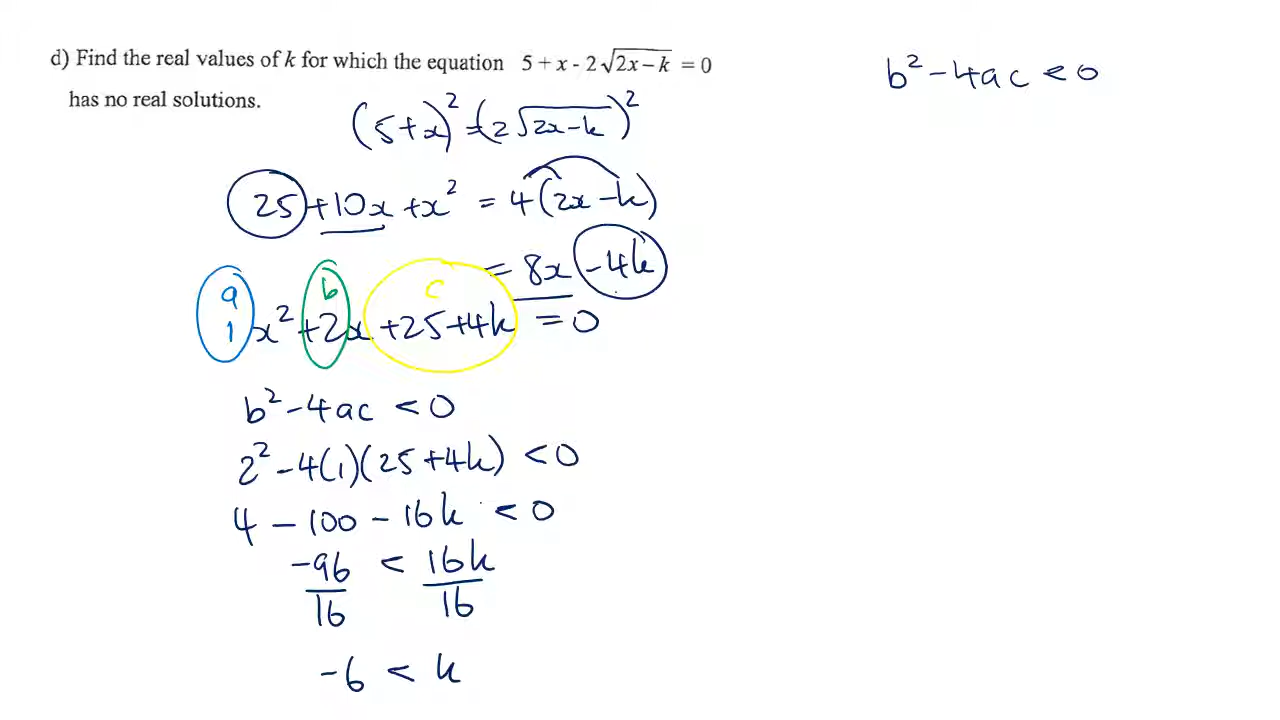 d) Find the real values of k for which the equation 5 + x - 2√(2x – k) = 0
has no real solutions.
b² - 4ac < 0
(5+x)² = (2√(2x-k))²
25 + 10x + x² = 4(2x - k)
= 8x - 4k
a b c
1x² + 2x + 25 + 4k = 0
b² - 4ac < 0
2² - 4(1)(25 + 4k) < 0
4 - 100 - 16k < 0
-96/16 < 16k/16
-6 < k